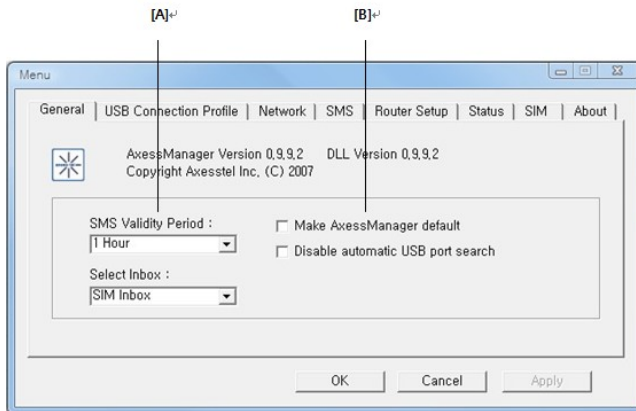 [A]↵ [B]↵
Menu
General USB Connection Profile Network SMS Router Setup Status SIM About
AxessManager Version 0,9,9,2 DLL Version 0,9,9,2
Copyright Axesstel Inc, (C) 2007
SMS Validity Period :
1 Hour
Make AxessManager default
Disable automatic USB port search
Select Inbox :
SIM Inbox
OK Cancel Apply